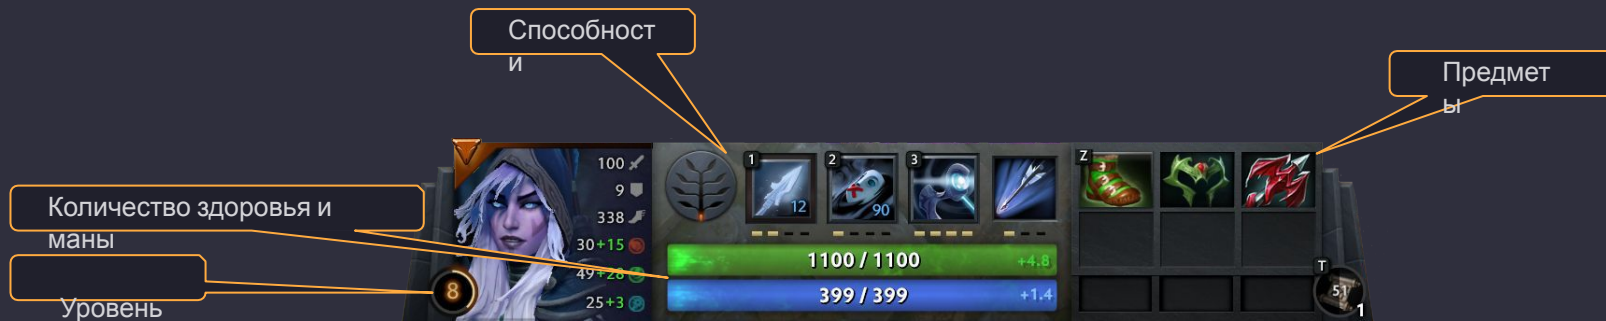 Способност
и
Предмет
ы
Количество здоровья и
маны
Уровень
100
9
338
30+15
49+28
25+3
8
1
12
2
90
3
1100 / 1100
+4.8
399 / 399
+1.4
Z
T
51
1